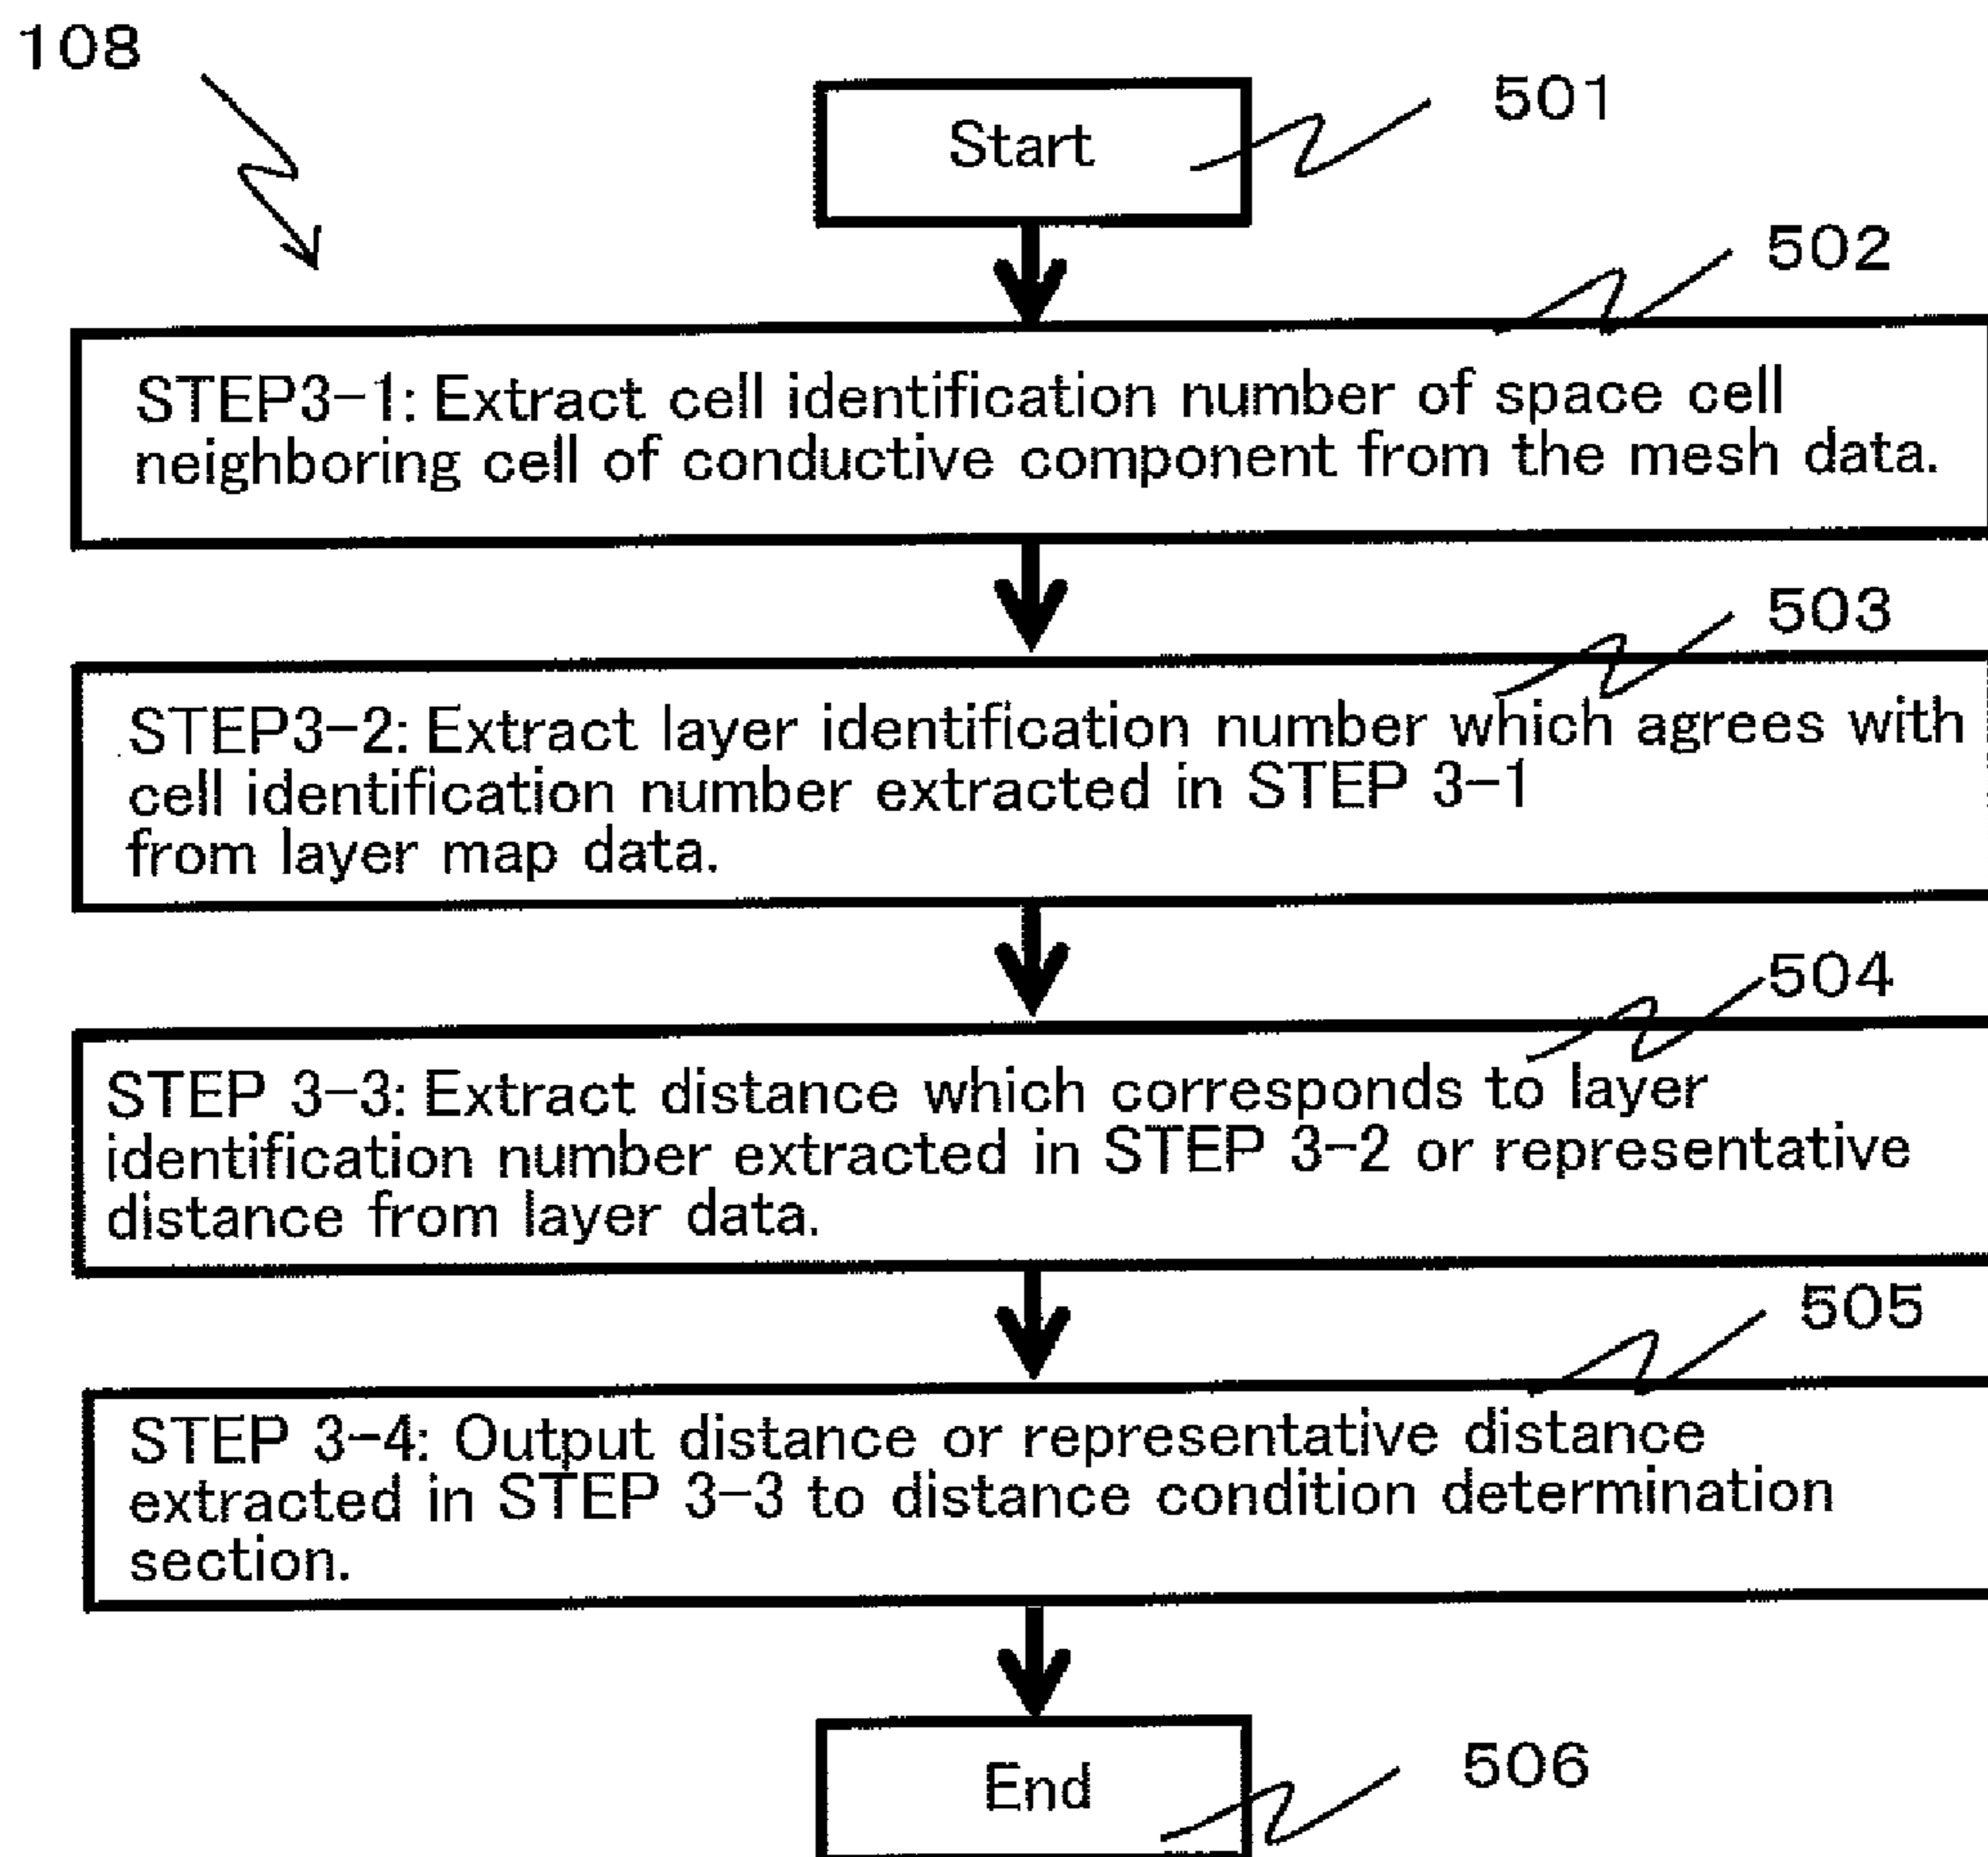 108
Start
501
502
STEP3-1: Extract cell identification number of space cell
neighboring cell of conductive component from the mesh data.
503
STEP3-2: Extract layer identification number which agrees with
cell identification number extracted in STEP 3-1
from layer map data.
504
STEP 3-3: Extract distance which corresponds to layer
identification number extracted in STEP 3-2 or representative
distance from layer data.
505
STEP 3-4: Output distance or representative distance
extracted in STEP 3-3 to distance condition determination
section.
End
506